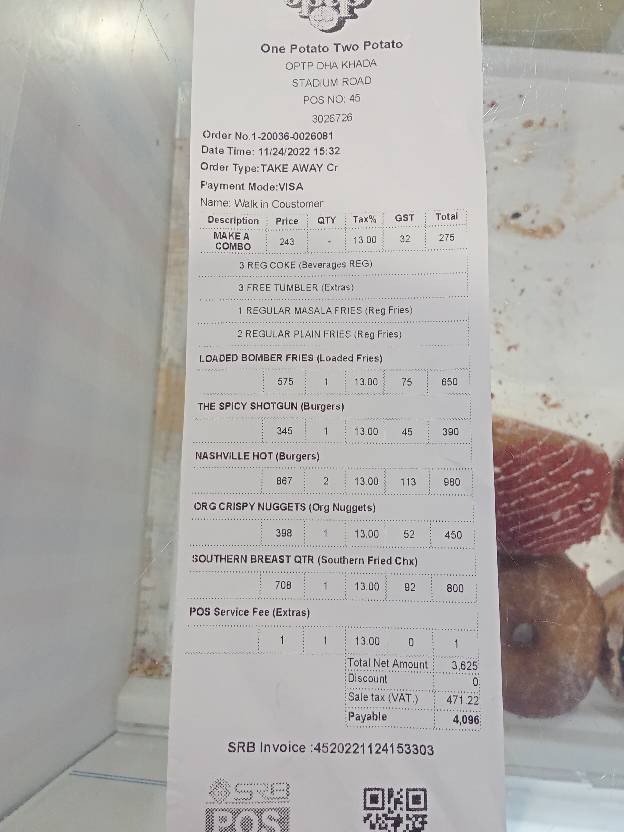 optp
One Potato Two Potato
OPTP DHA KHADA
STADIUM ROAD
POS NO: 45
3026726
Order No.1-20036-0026081
Date Time: 11/24/2022 15:32
Order Type:TAKE AWAY Cr
Payment Mode:VISA
Name: Walk in Coustomer
Description Price QTY Tax% GST Total
MAKE A COMBO 243 - 13.00 32 275
3 REG COKE (Beverages REG)
3 FREE TUMBLER (Extras)
1 REGULAR MASALA FRIES (Reg Fries)
2 REGULAR PLAIN FRIES (Reg Fries)
LOADED BOMBER FRIES (Loaded Fries)
575 1 13.00 75 650
THE SPICY SHOTGUN (Burgers)
345 1 13.00 45 390
NASHVILLE HOT (Burgers)
867 2 13.00 113 980
ORG CRISPY NUGGETS (Org Nuggets)
398 1 13.00 52 450
SOUTHERN BREAST QTR (Southern Fried Chx)
708 1 13.00 92 800
POS Service Fee (Extras)
1 1 13.00 0 1
Total Net Amount 3,625
Discount 0
Sale tax (VAT.) 471.22
Payable 4,096
SRB Invoice :4520221124153303
SRB
POS